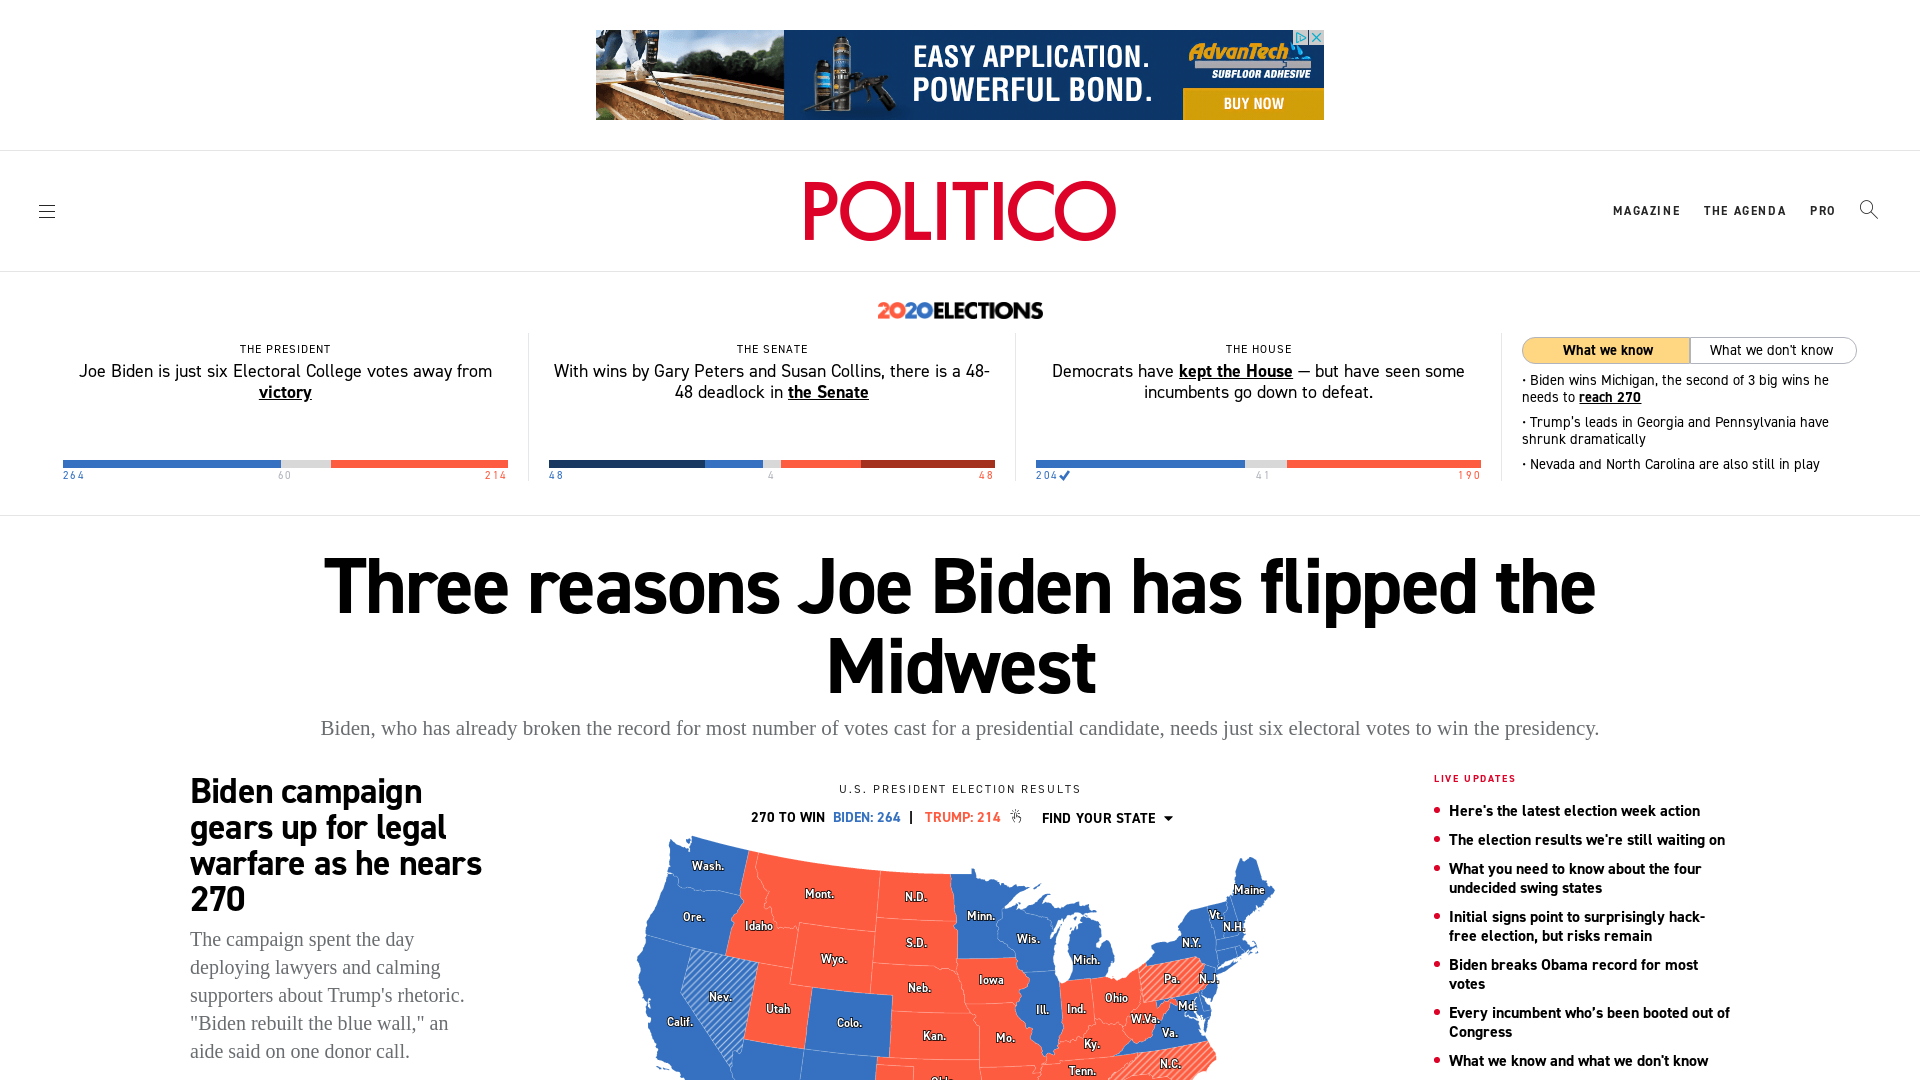 EASY APPLICATION.
POWERFUL BOND.
AdvanTech
SUBFLOOR ADHESIVE
BUY NOW
POLITICO
MAGAZINE
THE AGENDA
PRO
2020ELECTIONS
THE PRESIDENT
Joe Biden is just six Electoral College votes away from
victory
264
60
214
THE SENATE
With wins by Gary Peters and Susan Collins, there is a 48-
48 deadlock in the Senate
48
4
48
THE HOUSE
Democrats have kept the House — but have seen some
incumbents go down to defeat.
204
41
190
What we know
What we don't know
· Biden wins Michigan, the second of 3 big wins he
needs to reach 270
· Trump’s leads in Georgia and Pennsylvania have
shrunk dramatically
· Nevada and North Carolina are also still in play
Three reasons Joe Biden has flipped the
Midwest
Biden, who has already broken the record for most number of votes cast for a presidential candidate, needs just six electoral votes to win the presidency.
Biden campaign
gears up for legal
warfare as he nears
270
The campaign spent the day
deploying lawyers and calming
supporters about Trump's rhetoric.
"Biden rebuilt the blue wall," an
aide said on one donor call.
U.S. PRESIDENT ELECTION RESULTS
270 TO WIN BIDEN: 264 | TRUMP: 214 FIND YOUR STATE
Wash.
Mont.
N.D.
Maine
Ore.
Idaho
Minn.
Vt.
N.H.
S.D.
Wis.
N.Y.
Wyo.
Mich.
Nev.
Neb.
Iowa
Pa.
N.J.
Utah
Ohio
Md.
Calif.
Colo.
Ill.
Ind.
W.Va.
Va.
Kan.
Mo.
Ky.
N.C.
Tenn.
LIVE UPDATES
Here's the latest election week action
The election results we're still waiting on
What you need to know about the four
undecided swing states
Initial signs point to surprisingly hack-
free election, but risks remain
Biden breaks Obama record for most
votes
Every incumbent who’s been booted out of
Congress
What we know and what we don't know